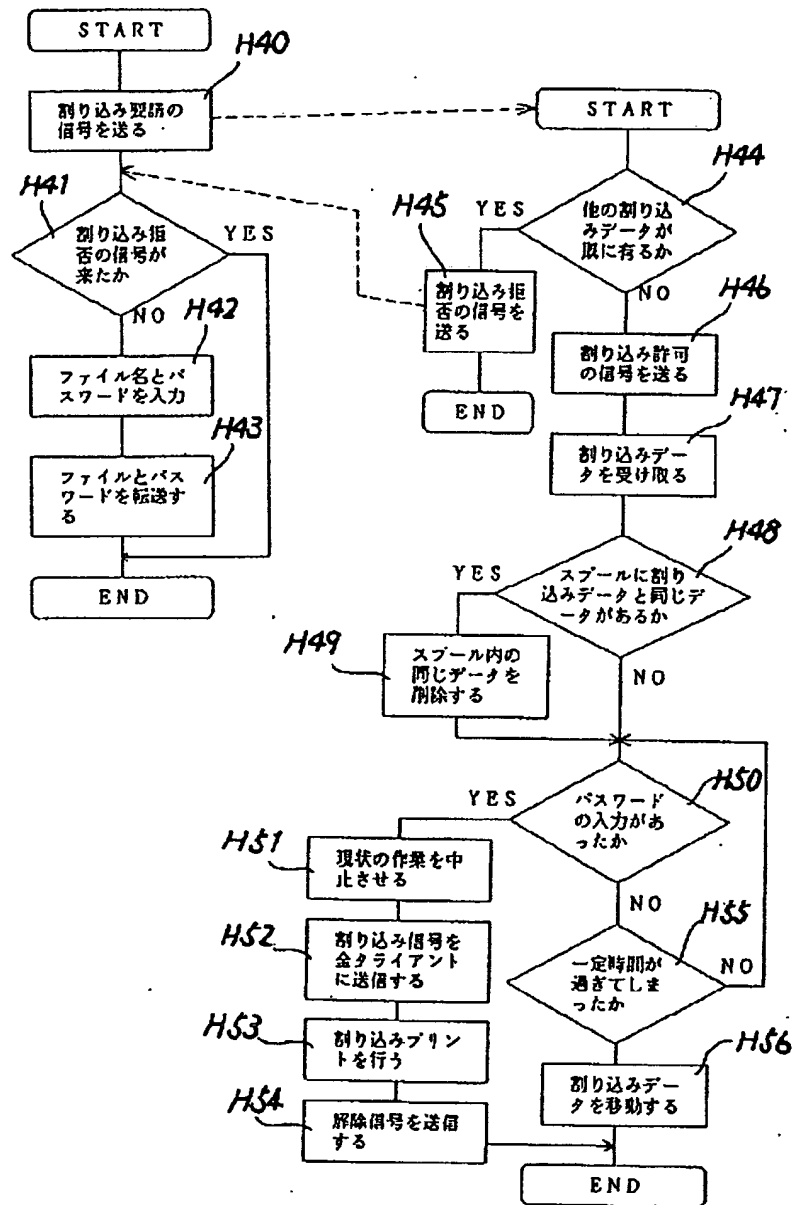 START
H40
割り込み要請の
信号を送る
H41
割り込み拒
否の信号が
来たか
YES
NO
H42
ファイル名とパ
スワードを入力
H43
ファイルとパス
ワードを転送す
る
END
START
H44
他の割り込
みデータが
既に有るか
YES
NO
H45
割り込み拒
否の信号を
送る
END
H46
割り込み許可
の信号を送る
H47
割り込みデー
タを受け取る
H48
スプールに割り
込みデータと同じデ
ータがあるか
YES
NO
H49
スプール内の
同じデータを
削除する
H50
パスワード
の入力があ
ったか
YES
NO
H51
現状の作業を中
止させる
H52
割り込み信号を
全クライアント
に送信する
H53
割り込みプリン
トを行う
H54
解除信号を送信
する
H55
一定時間が
過ぎてしま
ったか
NO
H56
割り込みデー
タを移動する
END